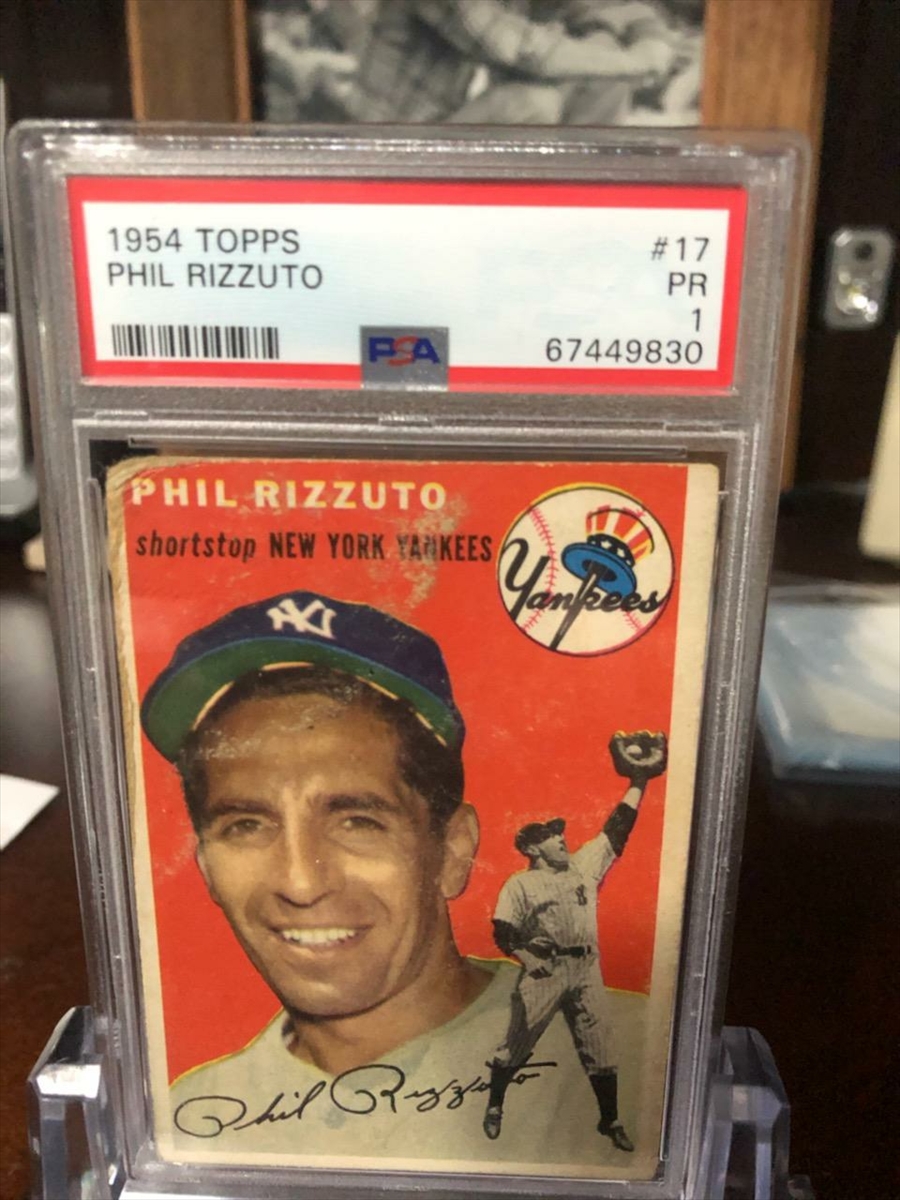 1954 TOPPS #17
PHIL RIZZUTO PR
1
PSA 67449830
PHIL RIZZUTO
shortstop NEW YORK YANKEES
NY
Yankees
Phil Rizzuto